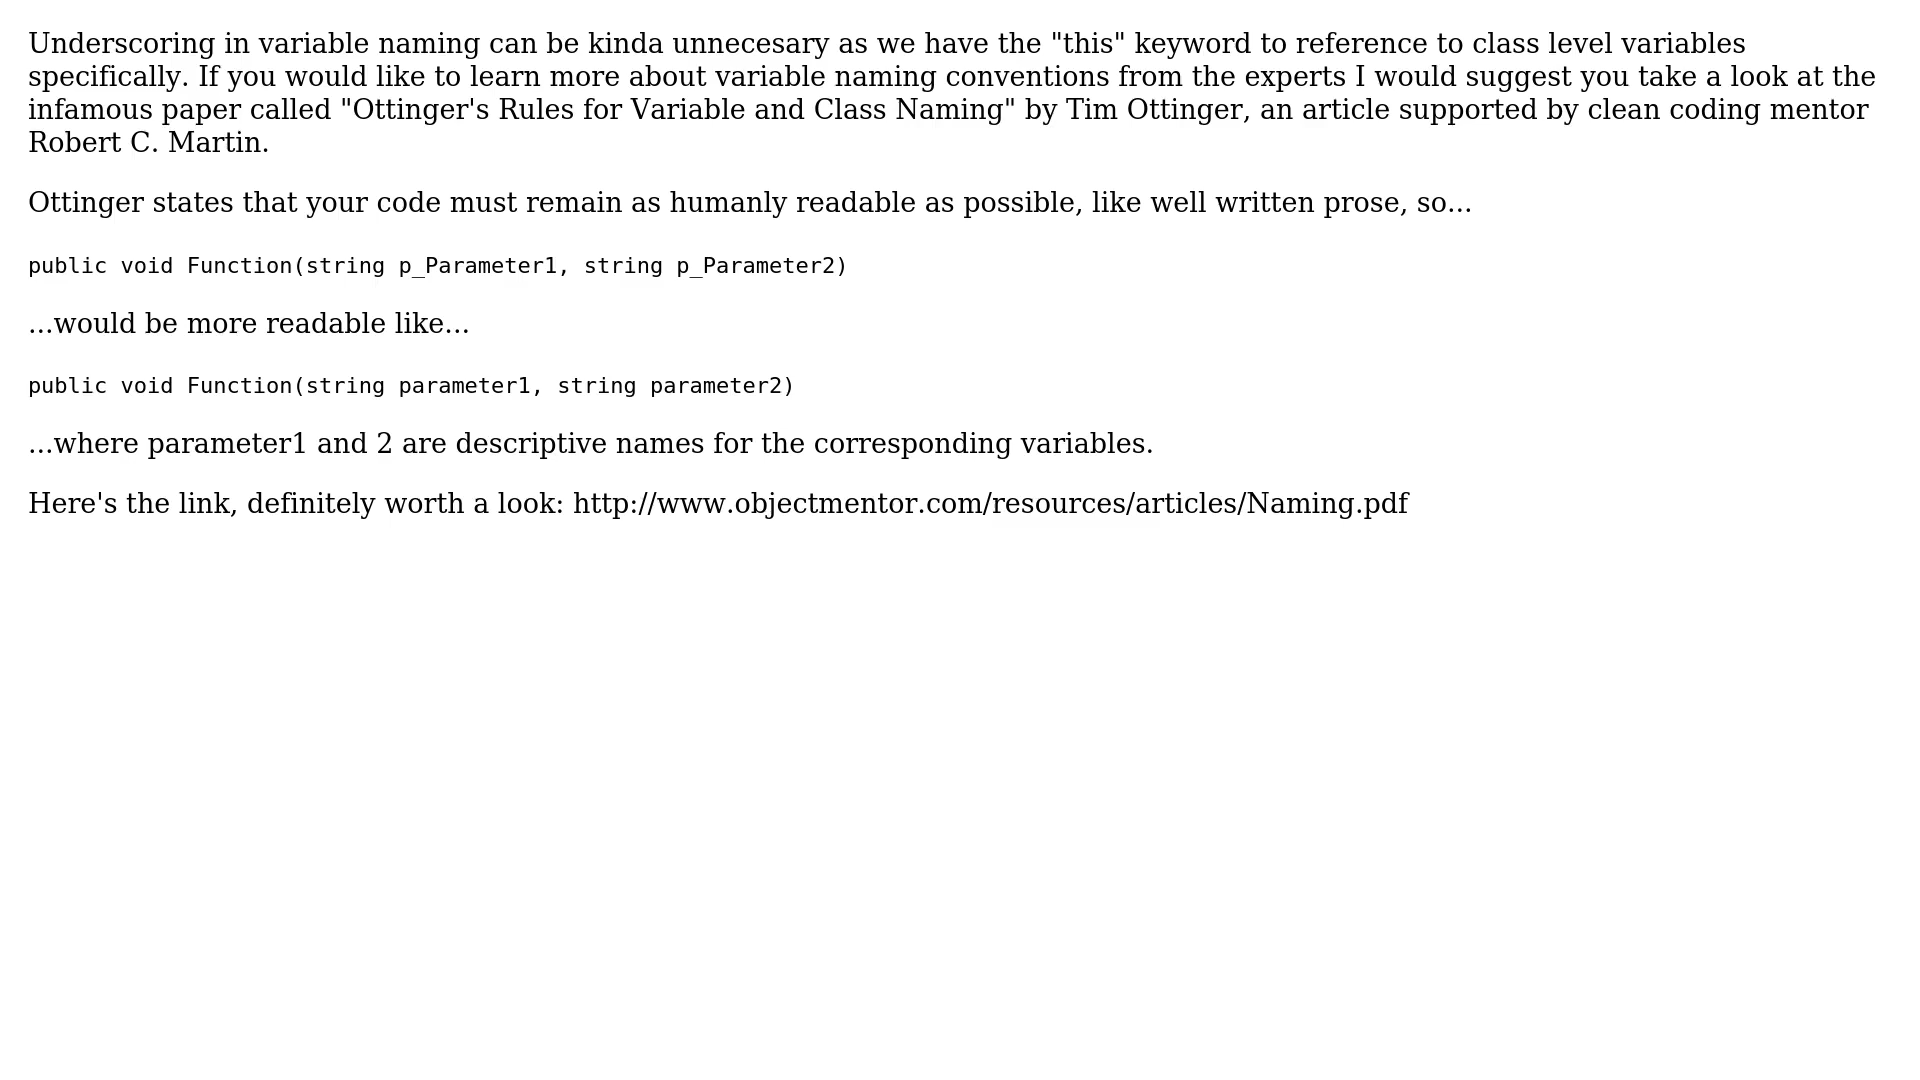 Underscoring in variable naming can be kinda unnecesary as we have the "this" keyword to reference to class level variables
specifically. If you would like to learn more about variable naming conventions from the experts I would suggest you take a look at the
infamous paper called "Ottinger's Rules for Variable and Class Naming" by Tim Ottinger, an article supported by clean coding mentor
Robert C. Martin.
Ottinger states that your code must remain as humanly readable as possible, like well written prose, so...
public void Function(string p_Parameter1, string p_Parameter2)
...would be more readable like...
public void Function(string parameter1, string parameter2)
...where parameter1 and 2 are descriptive names for the corresponding variables.
Here's the link, definitely worth a look: http://www.objectmentor.com/resources/articles/Naming.pdf